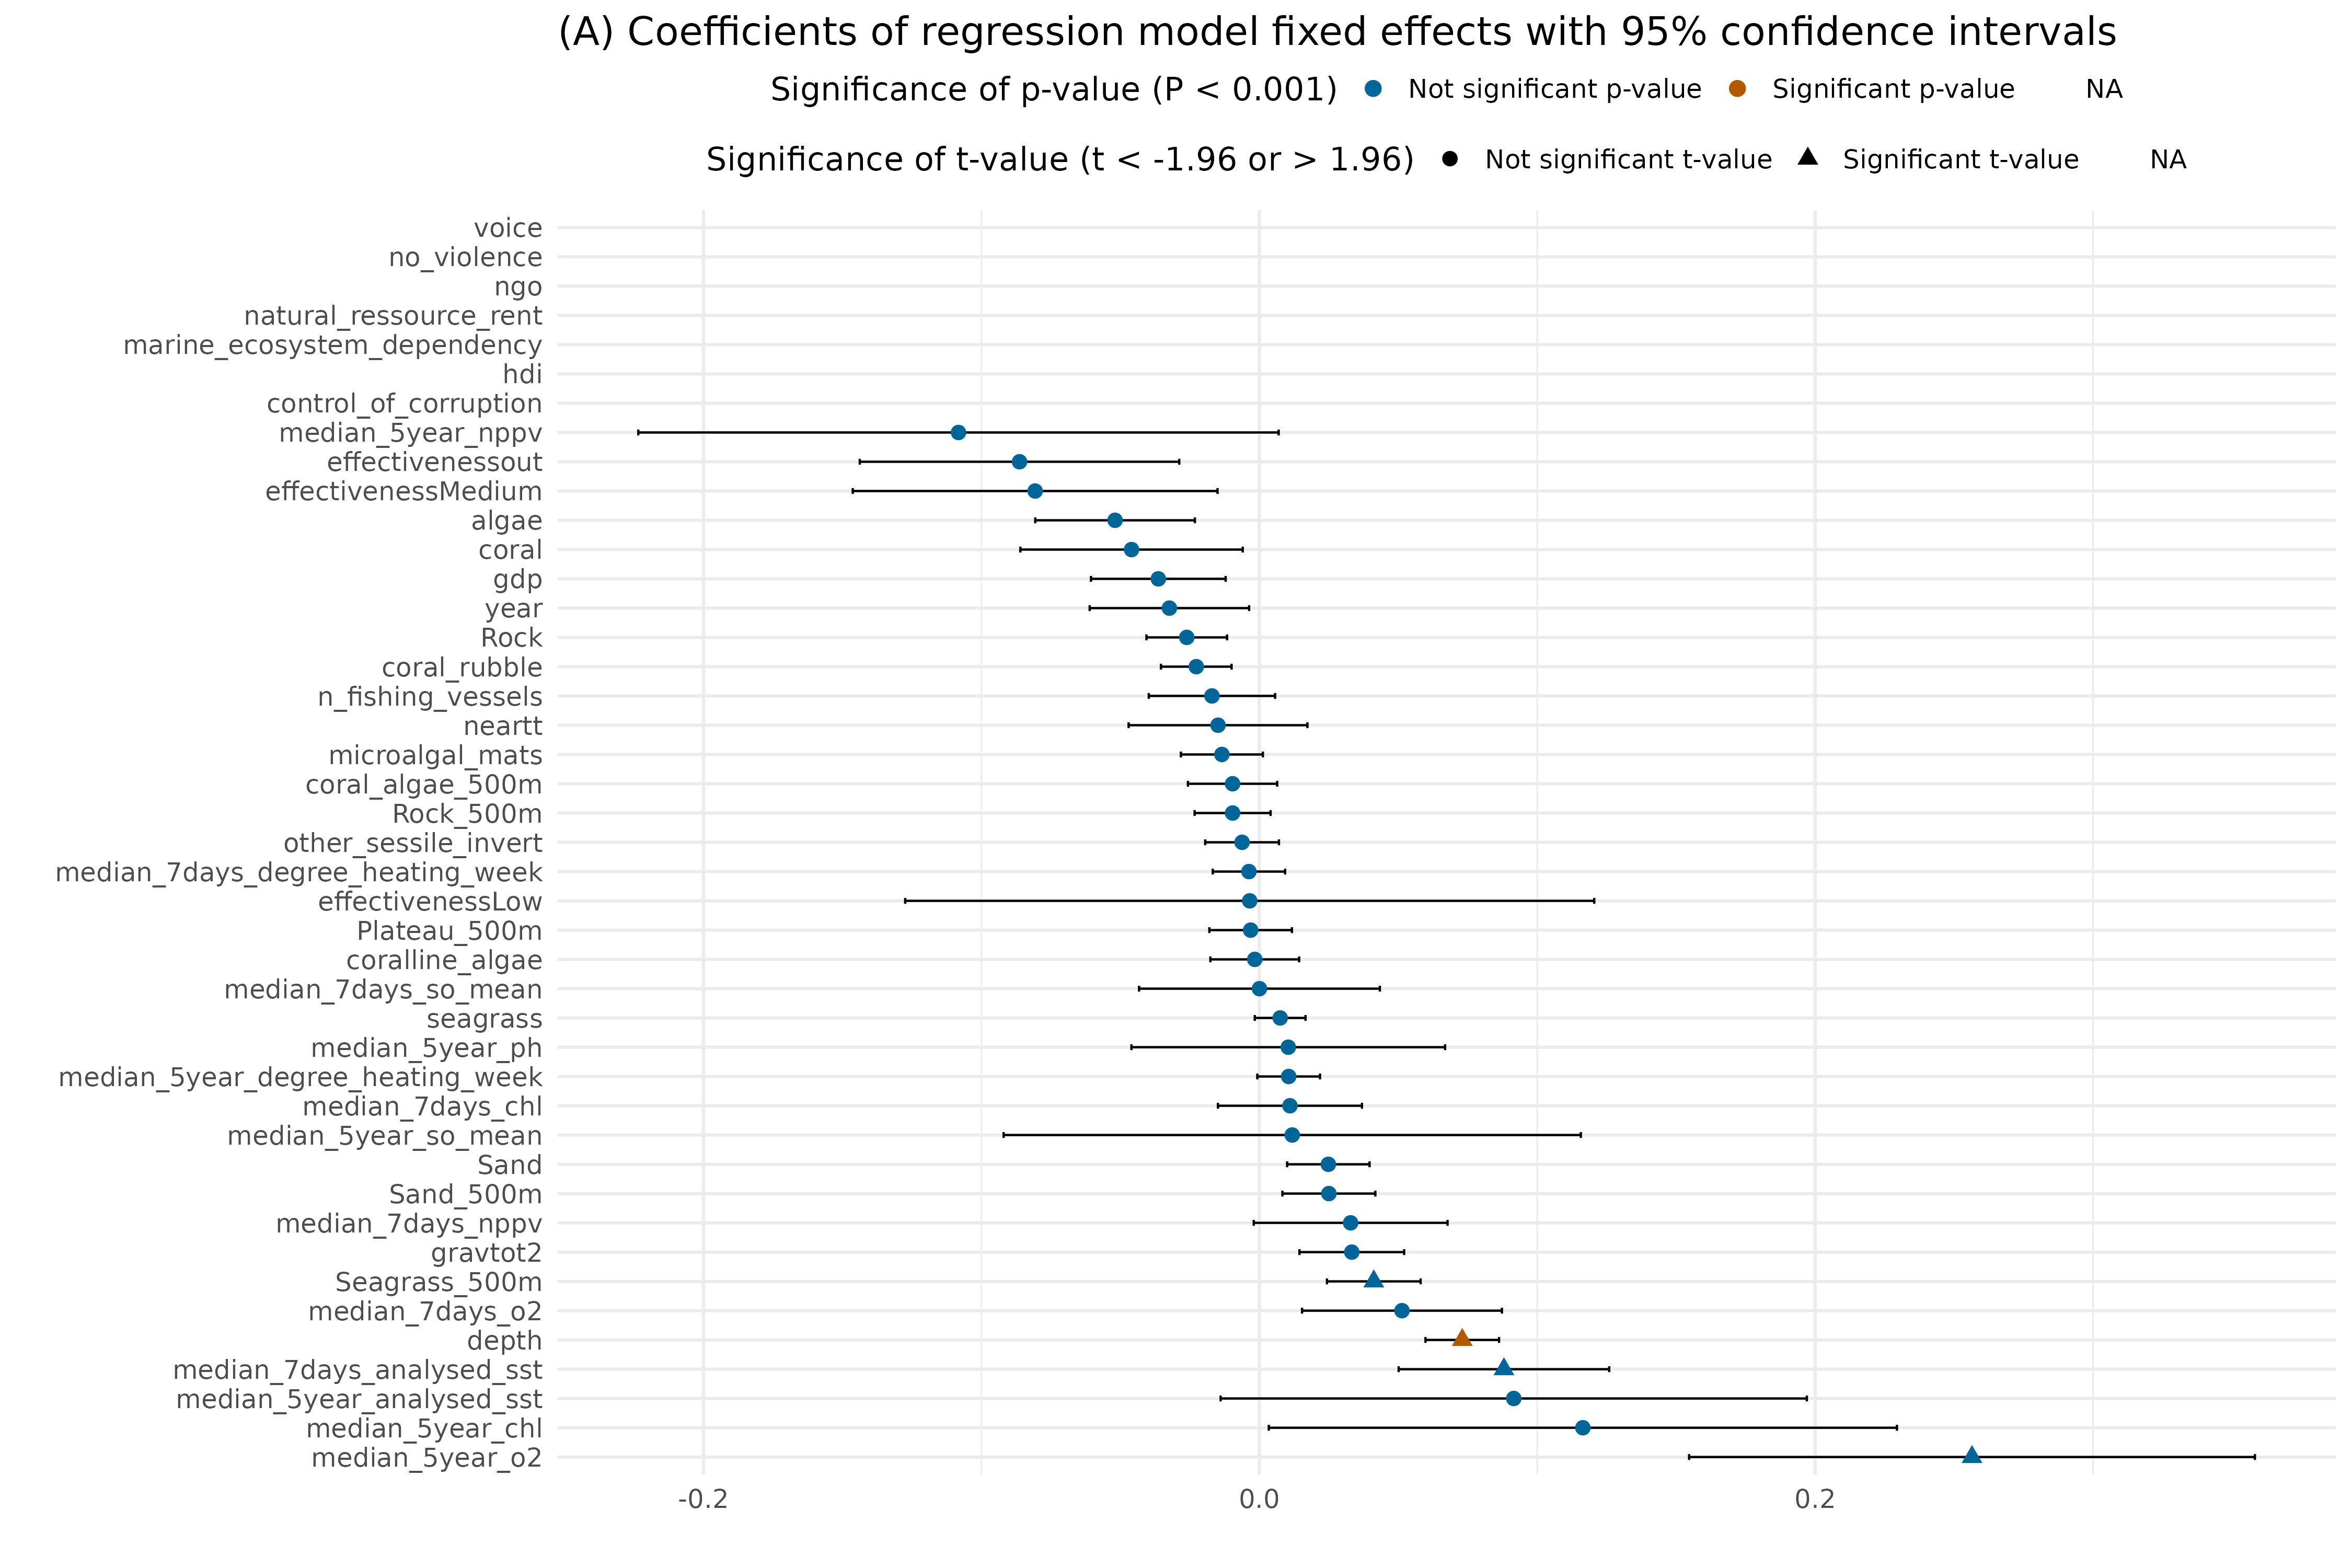 (A) Coefficients of regression model fixed effects with 95% confidence intervals
Significance of p-value (P < 0.001) Not significant p-value Significant p-value NA
Significance of t-value (t < -1.96 or > 1.96) Not significant t-value Significant t-value NA
voice
no_violence
ngo
natural_ressource_rent
marine_ecosystem_dependency
hdi
control_of_corruption
median_5year_nppv
effectivenessout
effectivenessMedium
algae
coral
gdp
year
Rock
coral_rubble
n_fishing_vessels
neartt
microalgal_mats
coral_algae_500m
Rock_500m
other_sessile_invert
median_7days_degree_heating_week
effectivenessLow
Plateau_500m
coralline_algae
median_7days_so_mean
seagrass
median_5year_ph
median_5year_degree_heating_week
median_7days_chl
median_5year_so_mean
Sand
Sand_500m
median_7days_nppv
gravtot2
Seagrass_500m
median_7days_o2
depth
median_7days_analysed_sst
median_5year_analysed_sst
median_5year_chl
median_5year_o2
-0.2 0.0 0.2